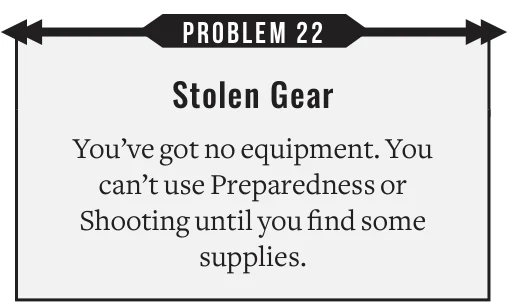 PROBLEM 22
Stolen Gear
You’ve got no equipment. You
can’t use Preparedness or
Shooting until you find some
supplies.